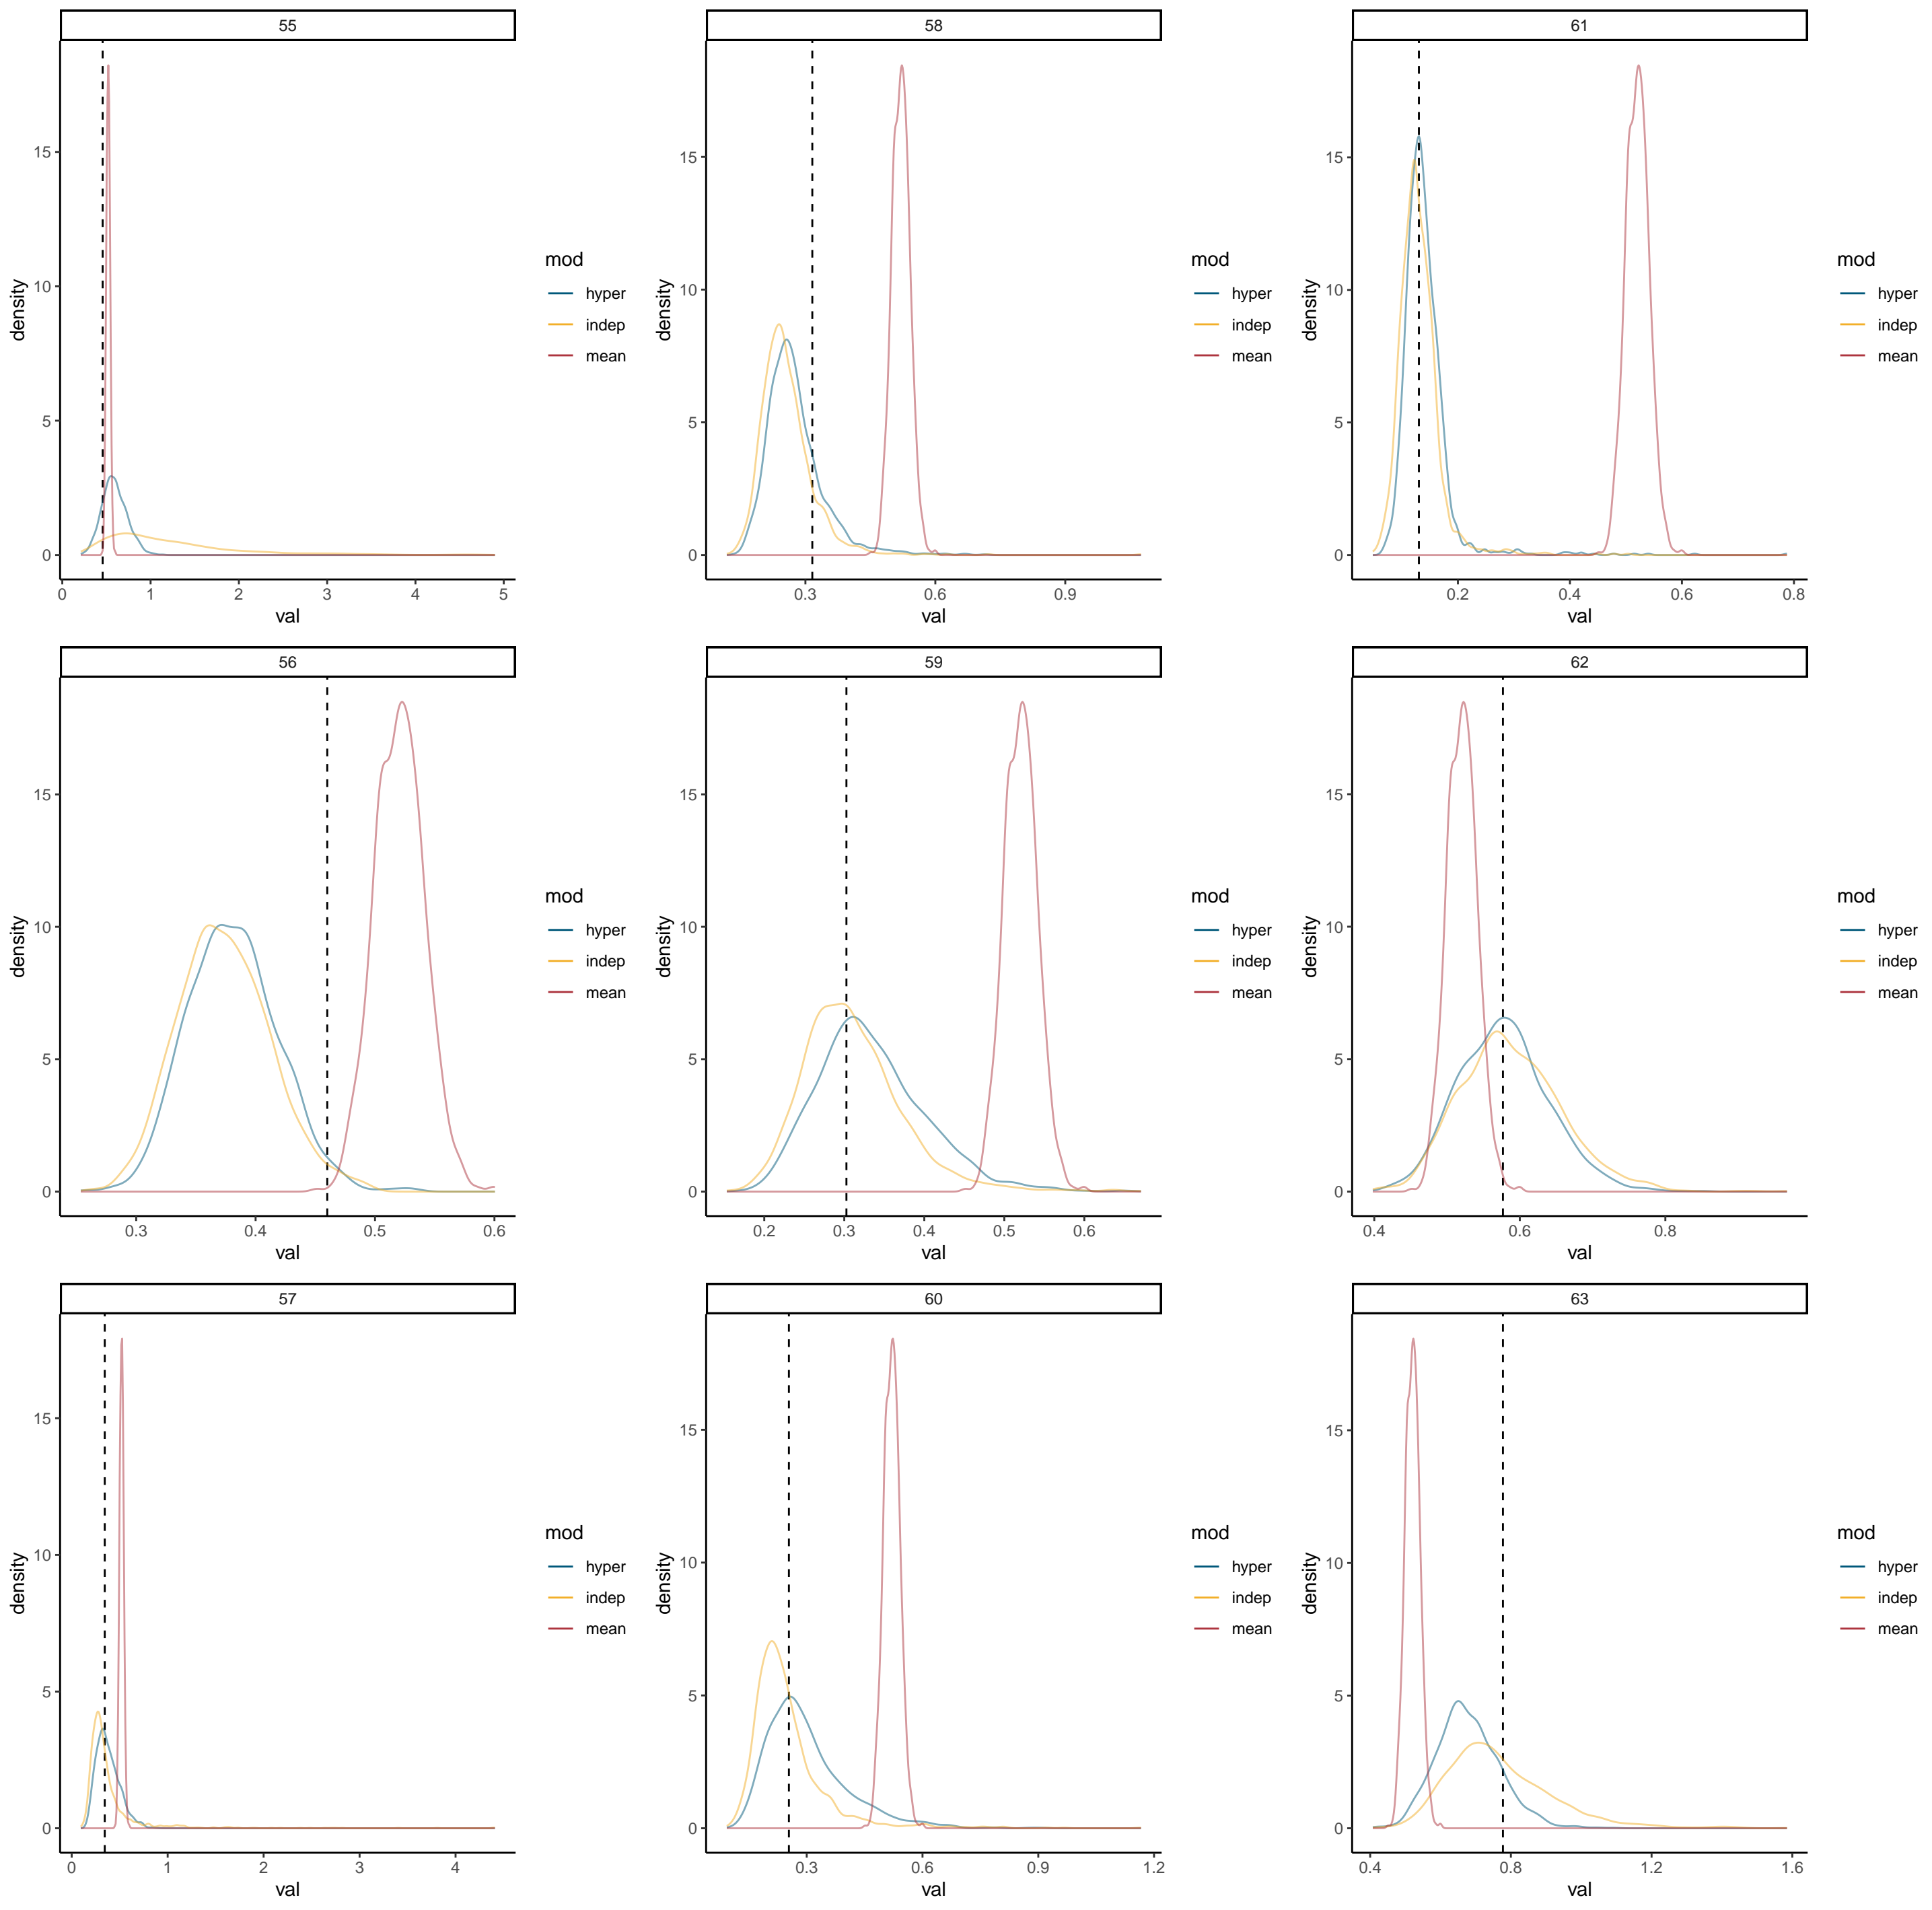 55
density
15
10
5
0
0 1 2 3 4 5
val
mod
hyper
indep
mean
58
density
15
10
5
0
0.3 0.6 0.9
val
mod
hyper
indep
mean
61
density
15
10
5
0
0.2 0.4 0.6 0.8
val
mod
hyper
indep
mean
56
density
15
10
5
0
0.3 0.4 0.5 0.6
val
mod
hyper
indep
mean
59
density
15
10
5
0
0.2 0.3 0.4 0.5 0.6
val
mod
hyper
indep
mean
62
density
15
10
5
0
0.4 0.6 0.8
val
mod
hyper
indep
mean
57
density
15
10
5
0
0 1 2 3 4
val
mod
hyper
indep
mean
60
density
15
10
5
0
0.3 0.6 0.9 1.2
val
mod
hyper
indep
mean
63
density
15
10
5
0
0.4 0.8 1.2 1.6
val
mod
hyper
indep
mean